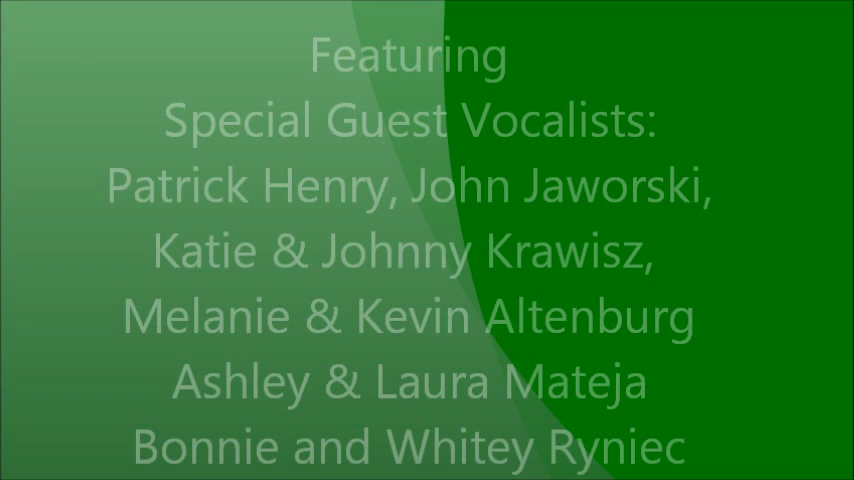 Featuring
Special Guest Vocalists:
Patrick Henry, John Jaworski,
Katie & Johnny Krawisz,
Melanie & Kevin Altenburg
Ashley & Laura Mateja
Bonnie and Whitey Ryniec